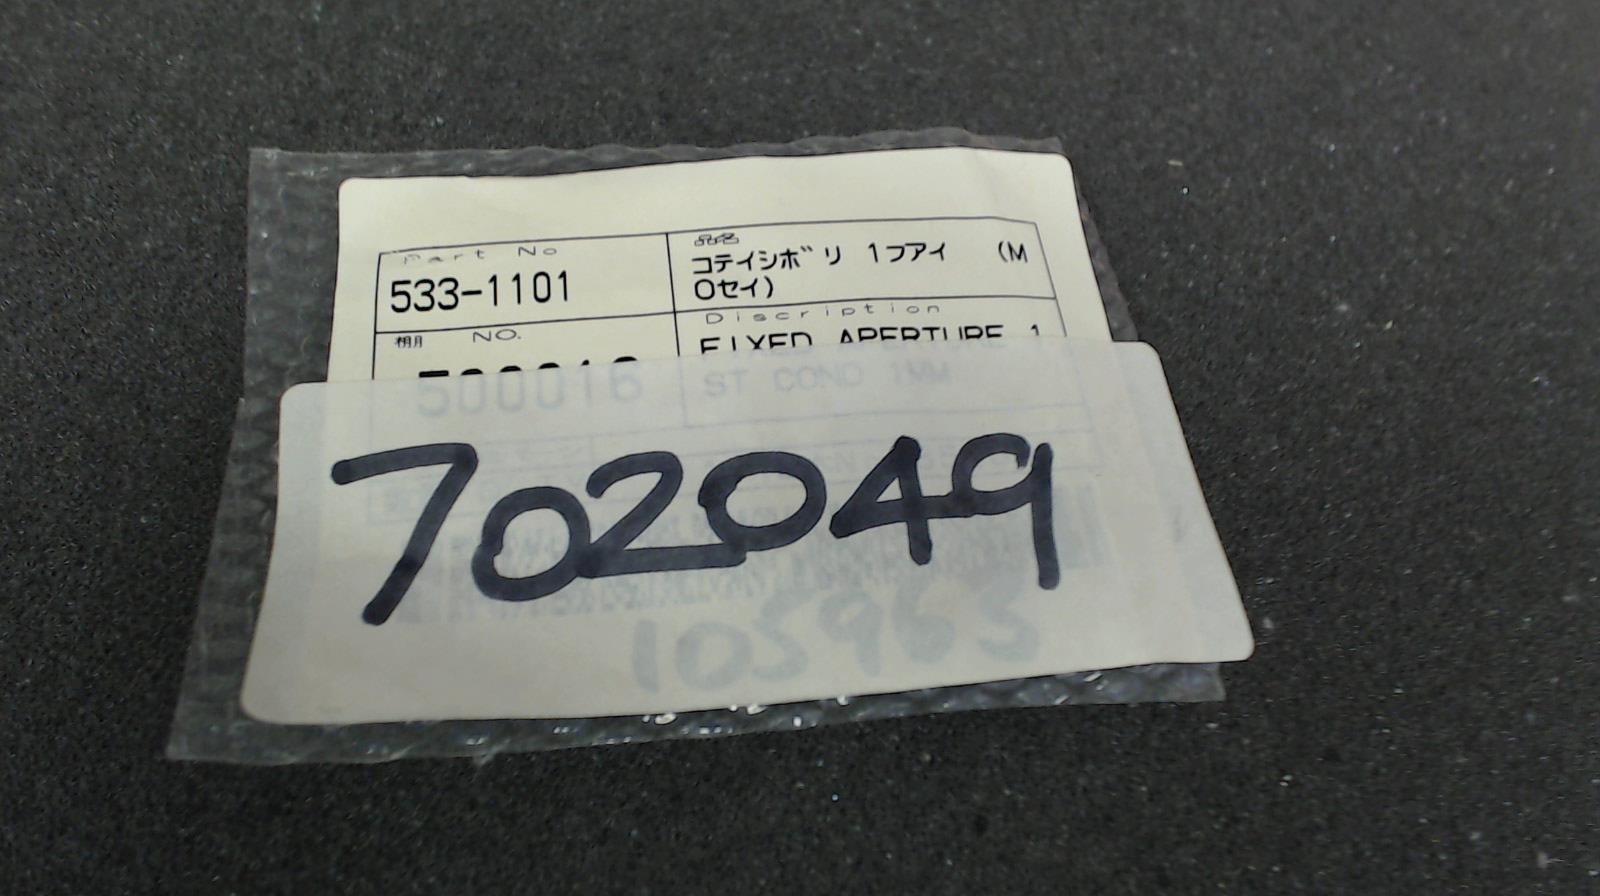 Part No
533-1101
品名
コテイシボリ 1フアイ (M
Oセイ)
棚 NO.
500016
Discription
FIXED APERTURE 1
ST COND 1MM
702049
105963